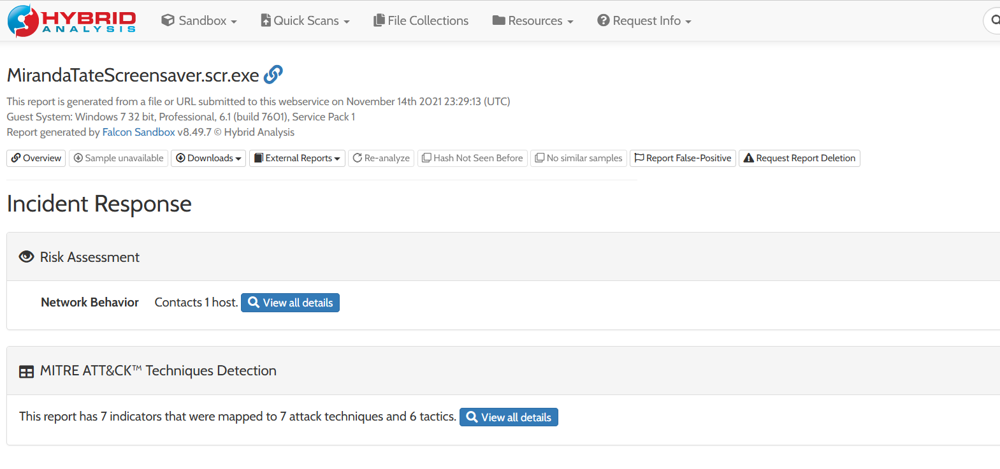 HYBRID
ANALYSIS
Sandbox
Quick Scans
File Collections
Resources
Request Info
MirandaTateScreensaver.scr.exe
This report is generated from a file or URL submitted to this webservice on November 14th 2021 23:29:13 (UTC)
Guest System: Windows 7 32 bit, Professional, 6.1 (build 7601), Service Pack 1
Report generated by Falcon Sandbox v8.49.7 © Hybrid Analysis
Overview
Sample unavailable
Downloads
External Reports
Re-analyze
Hash Not Seen Before
No similar samples
Report False-Positive
Request Report Deletion
Incident Response
Risk Assessment
Network Behavior Contacts 1 host. View all details
MITRE ATT&CK™ Techniques Detection
This report has 7 indicators that were mapped to 7 attack techniques and 6 tactics. View all details